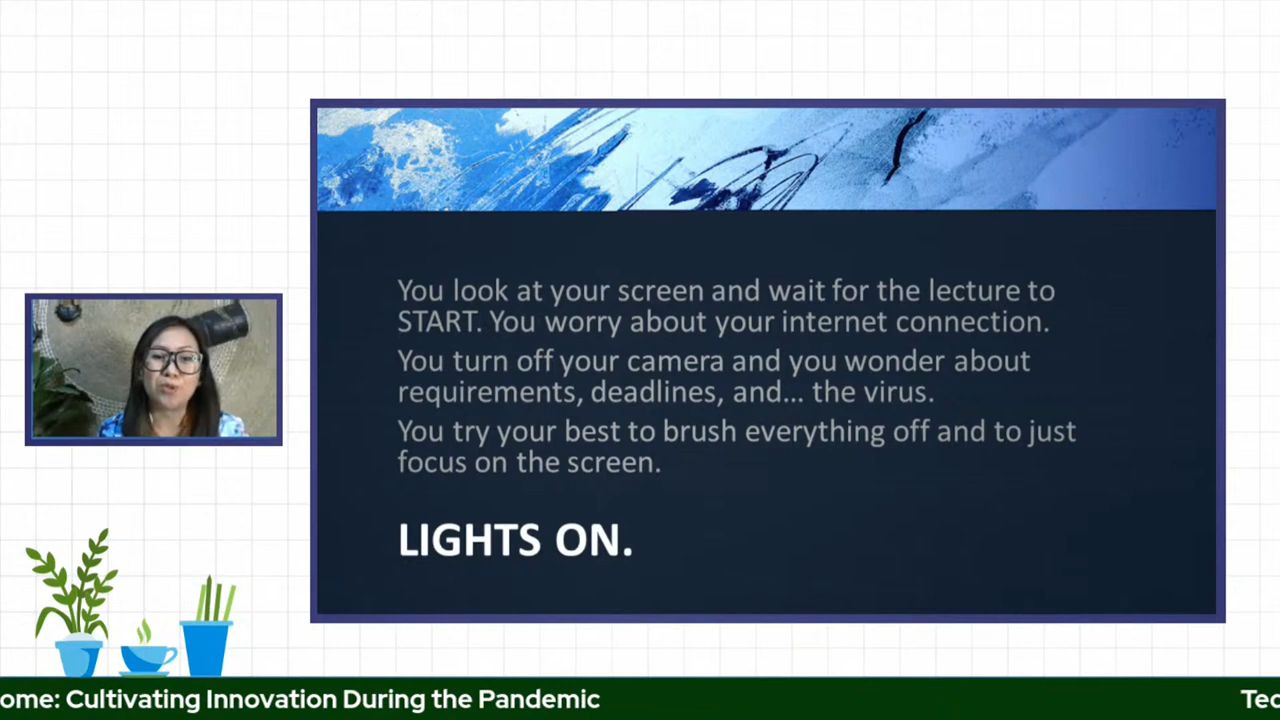 You look at your screen and wait for the lecture to
START. You worry about your internet connection.
You turn off your camera and you wonder about
requirements, deadlines, and... the virus.
You try your best to brush everything off and to just
focus on the screen.
LIGHTS ON.
ome: Cultivating Innovation During the Pandemic
Tec